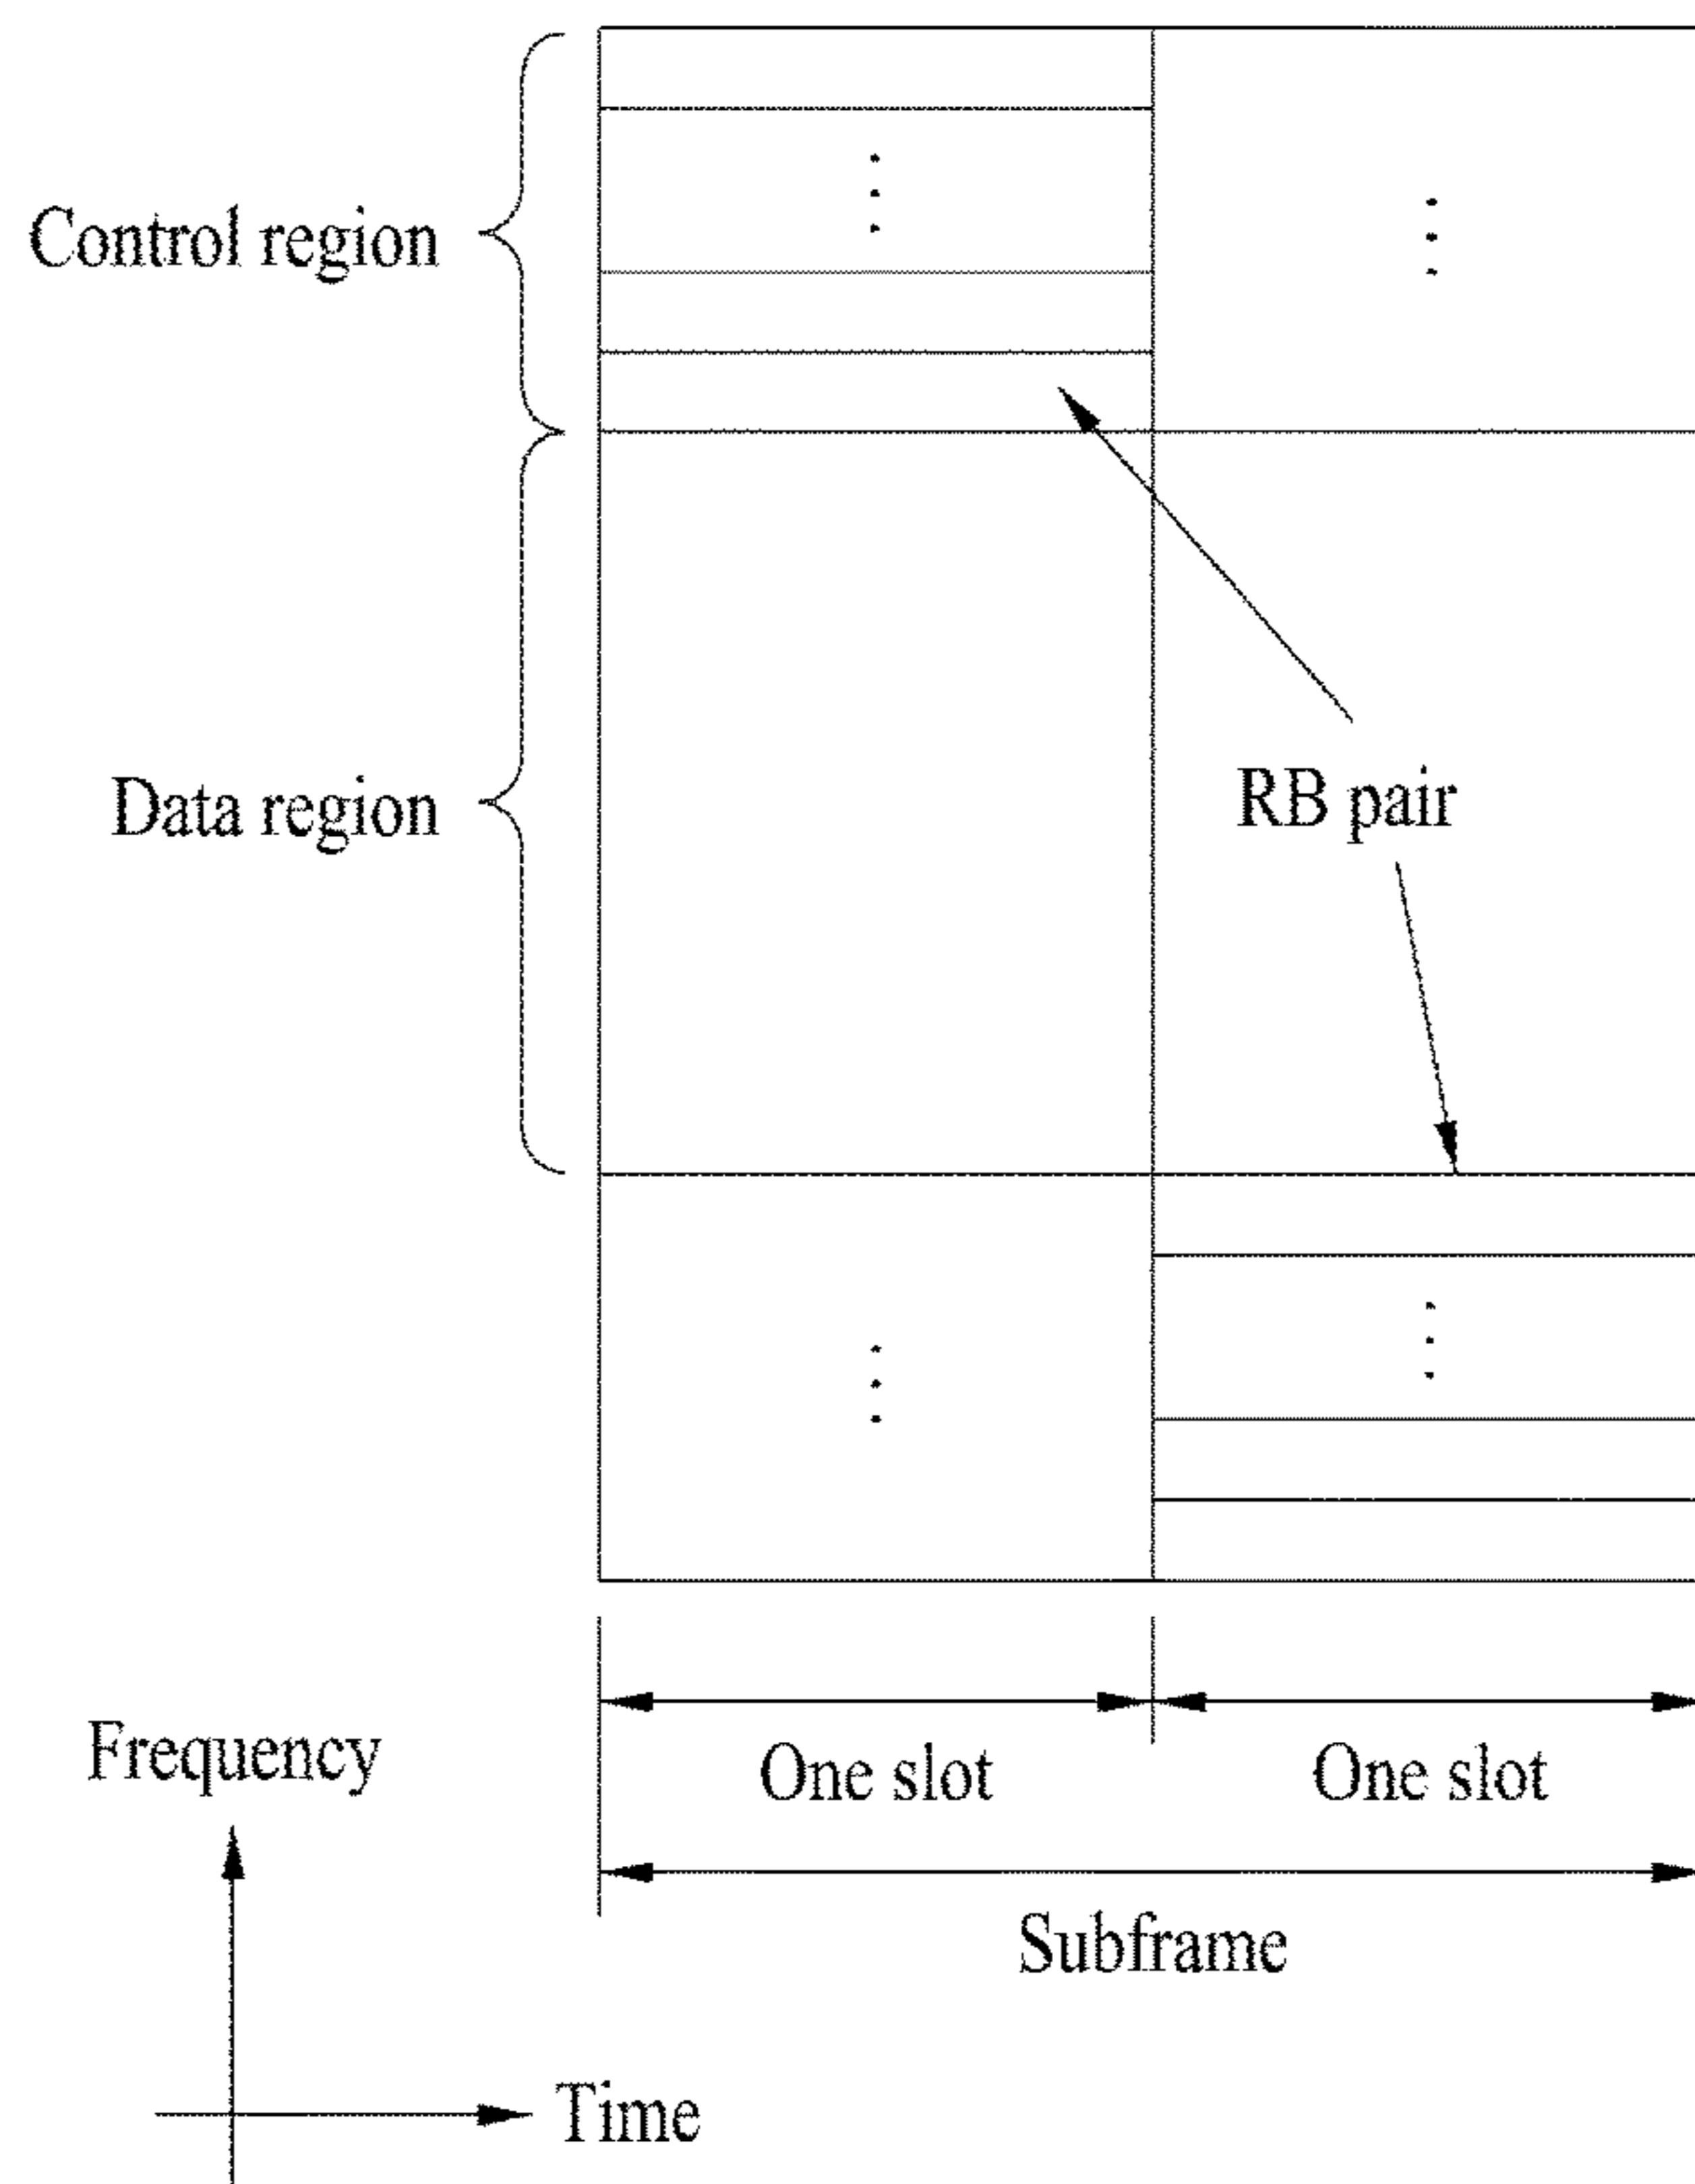 Control region
Data region
RB pair
One slot
One slot
Subframe
Frequency
Time